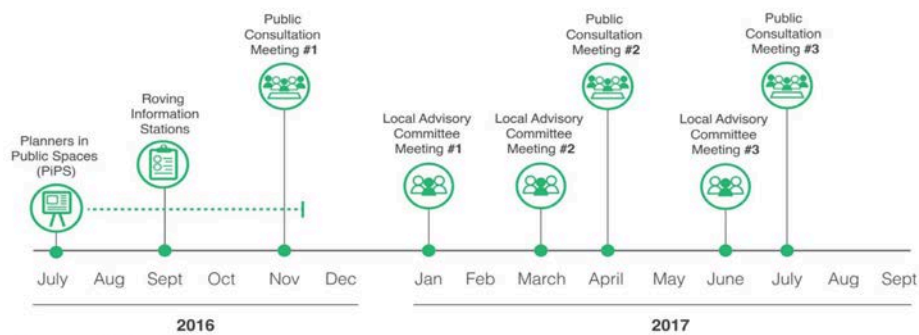 Public
Consultation
Meeting #1
Public
Consultation
Meeting #2
Public
Consultation
Meeting #3
Roving
Information
Stations
Planners in
Public Spaces
(PiPS)
Local Advisory
Committee
Meeting #1
Local Advisory
Committee
Meeting #2
Local Advisory
Committee
Meeting #3
July Aug Sept Oct Nov Dec Jan Feb March April May June July Aug Sept
2016 2017